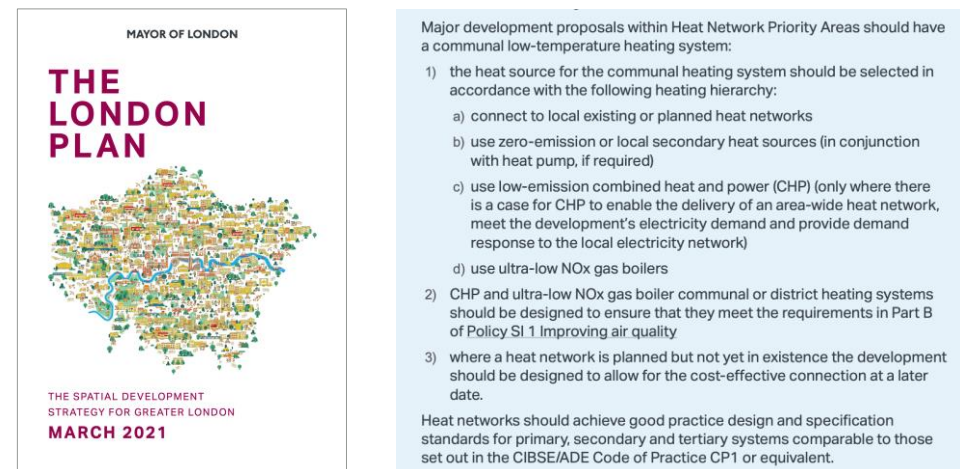 MAYOR OF LONDON
THE
LONDON
PLAN
THE SPATIAL DEVELOPMENT
STRATEGY FOR GREATER LONDON
MARCH 2021
Major development proposals within Heat Network Priority Areas should have
a communal low-temperature heating system:
1) the heat source for the communal heating system should be selected in
accordance with the following heating hierarchy:
a) connect to local existing or planned heat networks
b) use zero-emission or local secondary heat sources (in conjunction
with heat pump, if required)
c) use low-emission combined heat and power (CHP) (only where there
is a case for CHP to enable the delivery of an area-wide heat network,
meet the development's electricity demand and provide demand
response to the local electricity network)
d) use ultra-low NOx gas boilers
2) CHP and ultra-low NOx gas boiler communal or district heating systems
should be designed to ensure that they meet the requirements in Part B
of Policy SI 1 Improving air quality
3) where a heat network is planned but not yet in existence the development
should be designed to allow for the cost-effective connection at a later
date.
Heat networks should achieve good practice design and specification
standards for primary, secondary and tertiary systems comparable to those
set out in the CIBSE/ADE Code of Practice CP1 or equivalent.